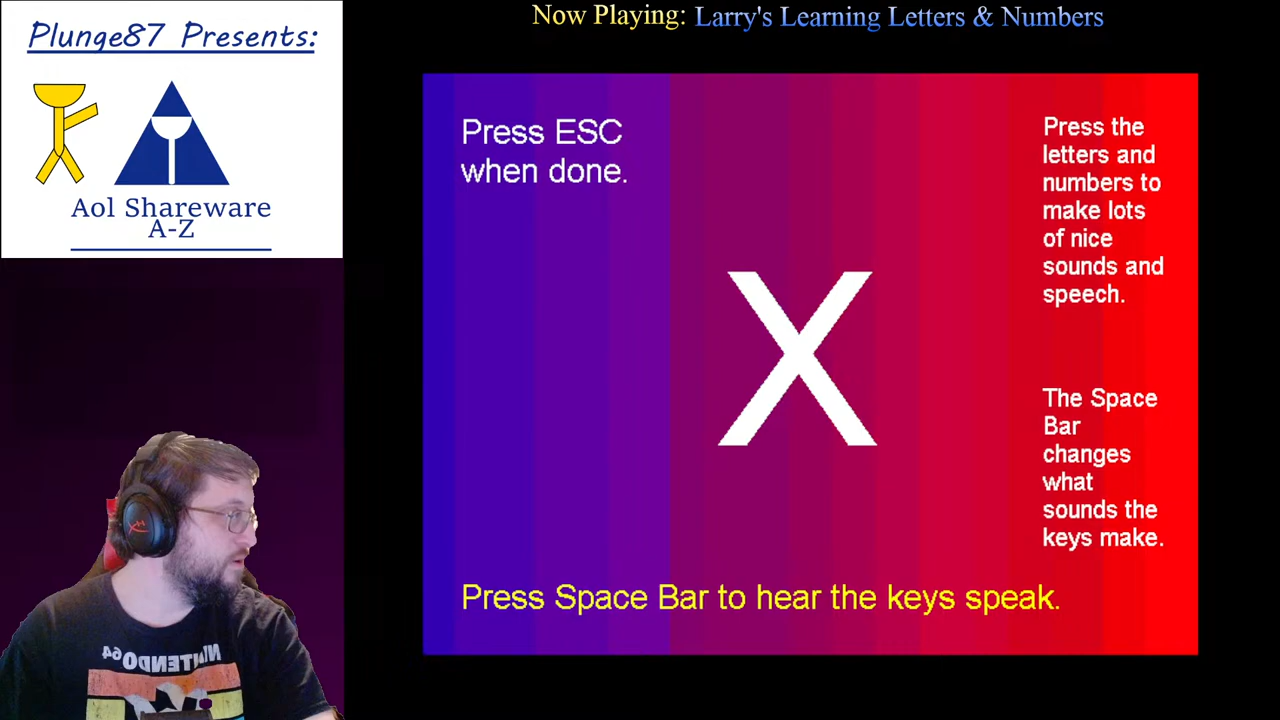 Now Playing: Larry's Learning Letters & Numbers
Plunge87 Presents:
Aol Shareware
A-Z
Press ESC
when done.
X
Press the
letters and
numbers to
make lots
of nice
sounds and
speech.
The Space
Bar
changes
what
sounds the
keys make.
Press Space Bar to hear the keys speak.
NINTENDO64